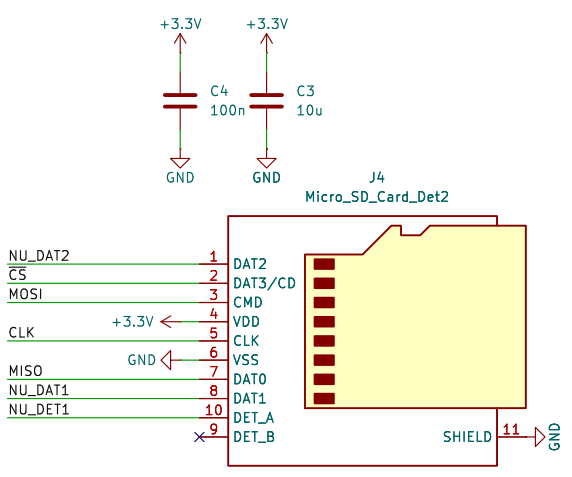 +3.3V +3.3V
C4 C3
100n 10u
GND GND
J4
Micro_SD_Card_Det2
NU_DAT2 1 DAT2
CS 2 DAT3/CD
MOSI 3 CMD
+3.3V 4 VDD
CLK 5 CLK
GND 6 VSS
MISO 7 DAT0
NU_DAT1 8 DAT1
NU_DET1 10 DET_A
9 DET_B
SHIELD 11 GND